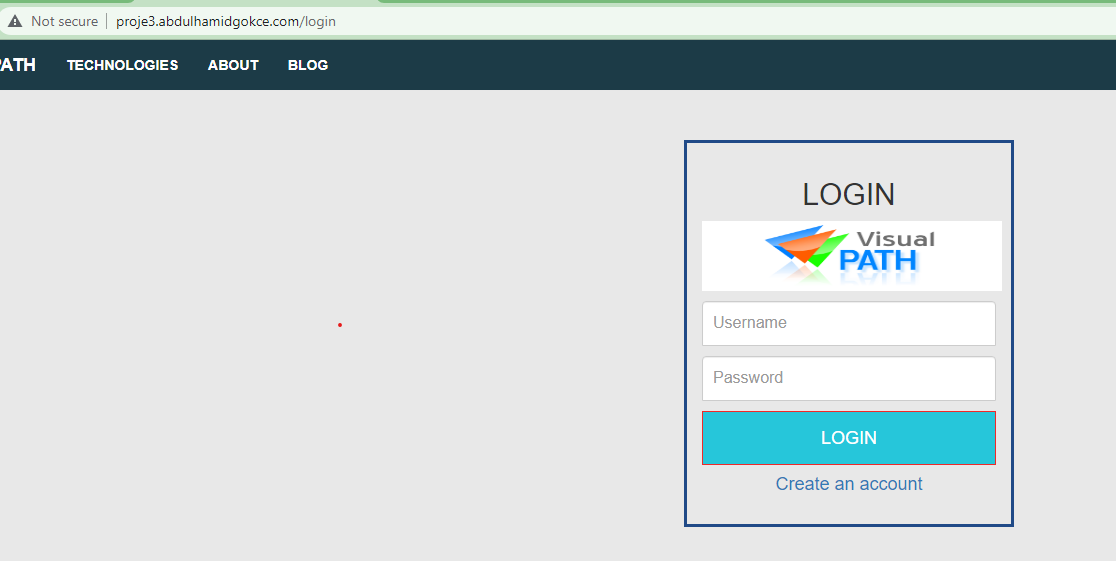 Not secure | proje3.abdulhamidgokce.com/login
PATH TECHNOLOGIES ABOUT BLOG
LOGIN
Visual
PATH
Username
Password
LOGIN
Create an account